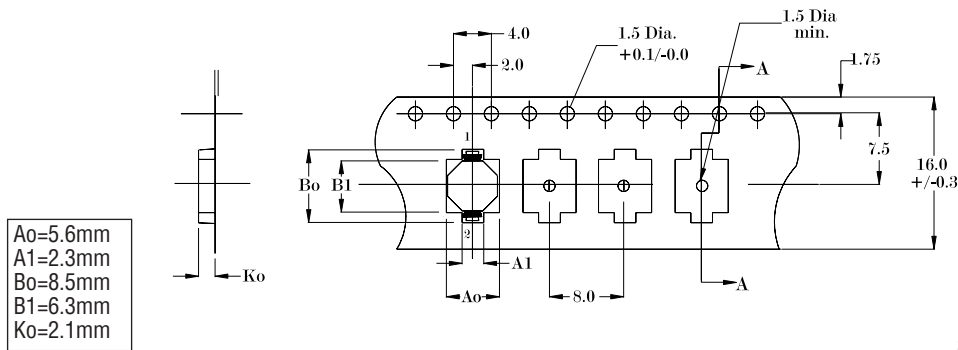 4.0
2.0
1.5 Dia.
+0.1/-0.0
1.5 Dia
min.
A
1.75
7.5
16.0
+/-0.3
1
Bo
B1
2
A1
Ao
8.0
A
Ko
Ao=5.6mm
A1=2.3mm
Bo=8.5mm
B1=6.3mm
Ko=2.1mm